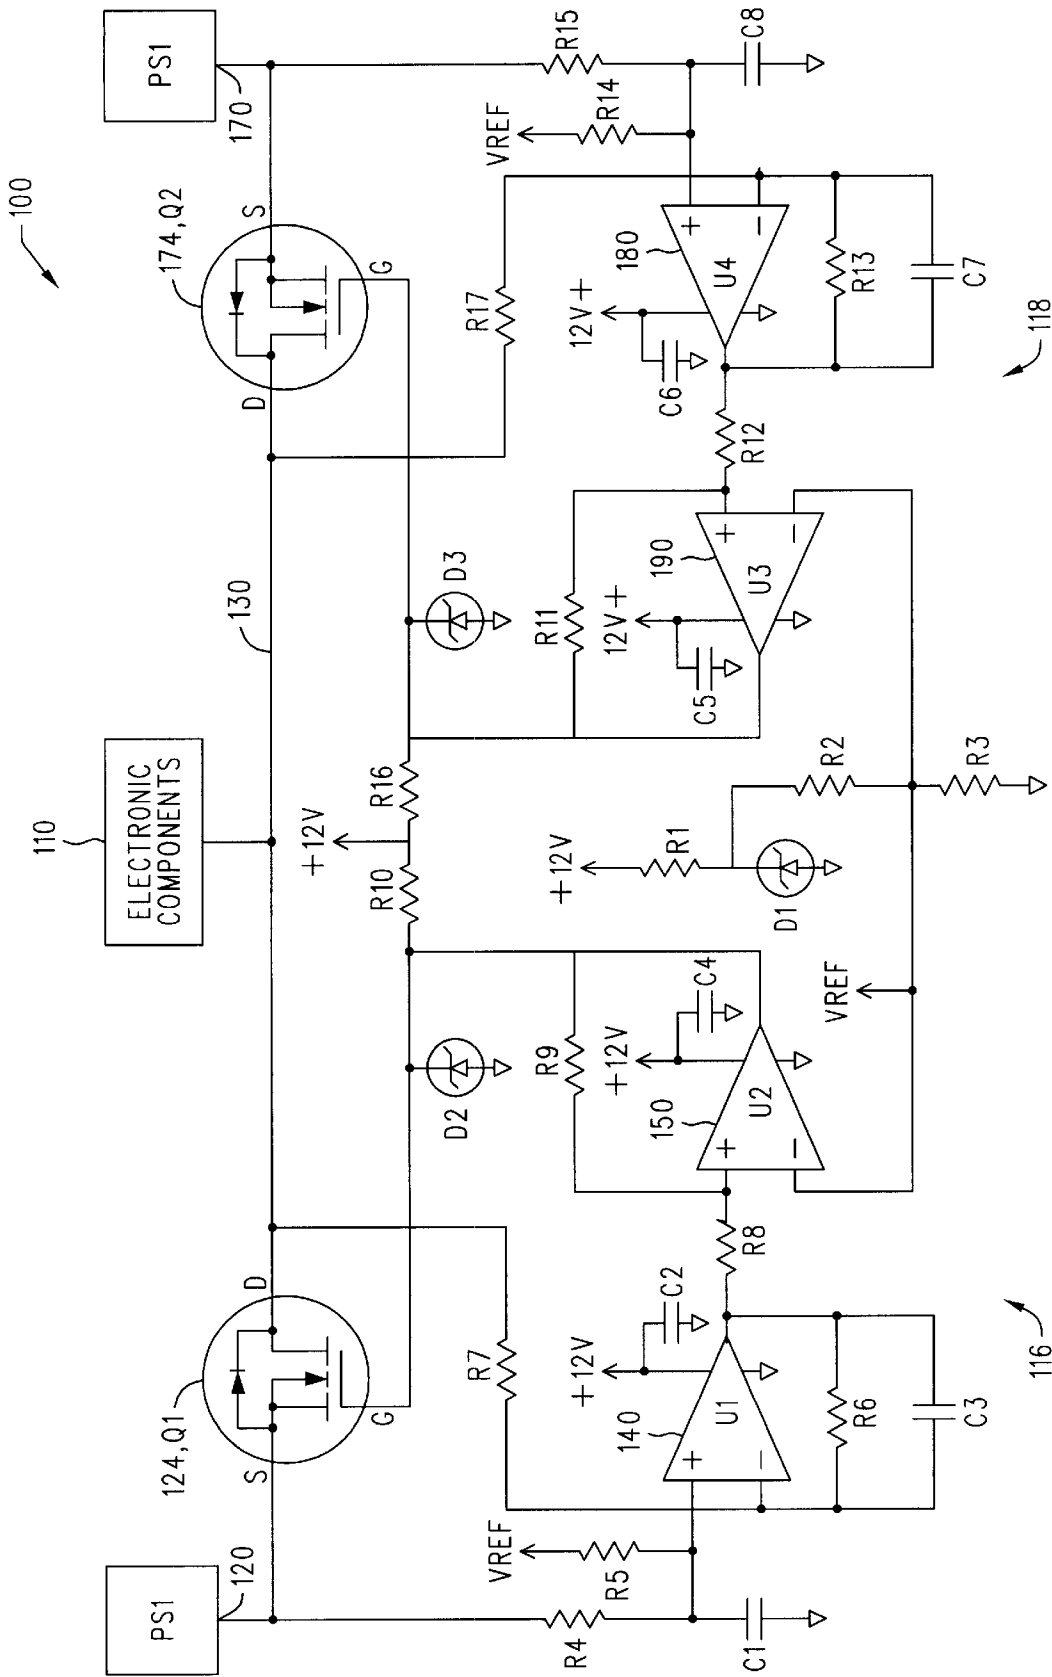 100
PS1
120
124,Q1
S
D
G
110
ELECTRONIC
COMPONENTS
130
174,Q2
D
S
G
PS1
170
+12V
R10
R16
D2
D3
R7
R17
R4
R5
VREF
C1
140
U1
+
−
+12V
C2
R6
C3
R8
R9
150
U2
+
−
+12V
C4
+12V
R1
D1
R2
R3
VREF
R11
190
U3
+
−
12V+
C5
R12
180
U4
+
−
12V+
C6
R13
C7
VREF
R14
R15
C8
116
118